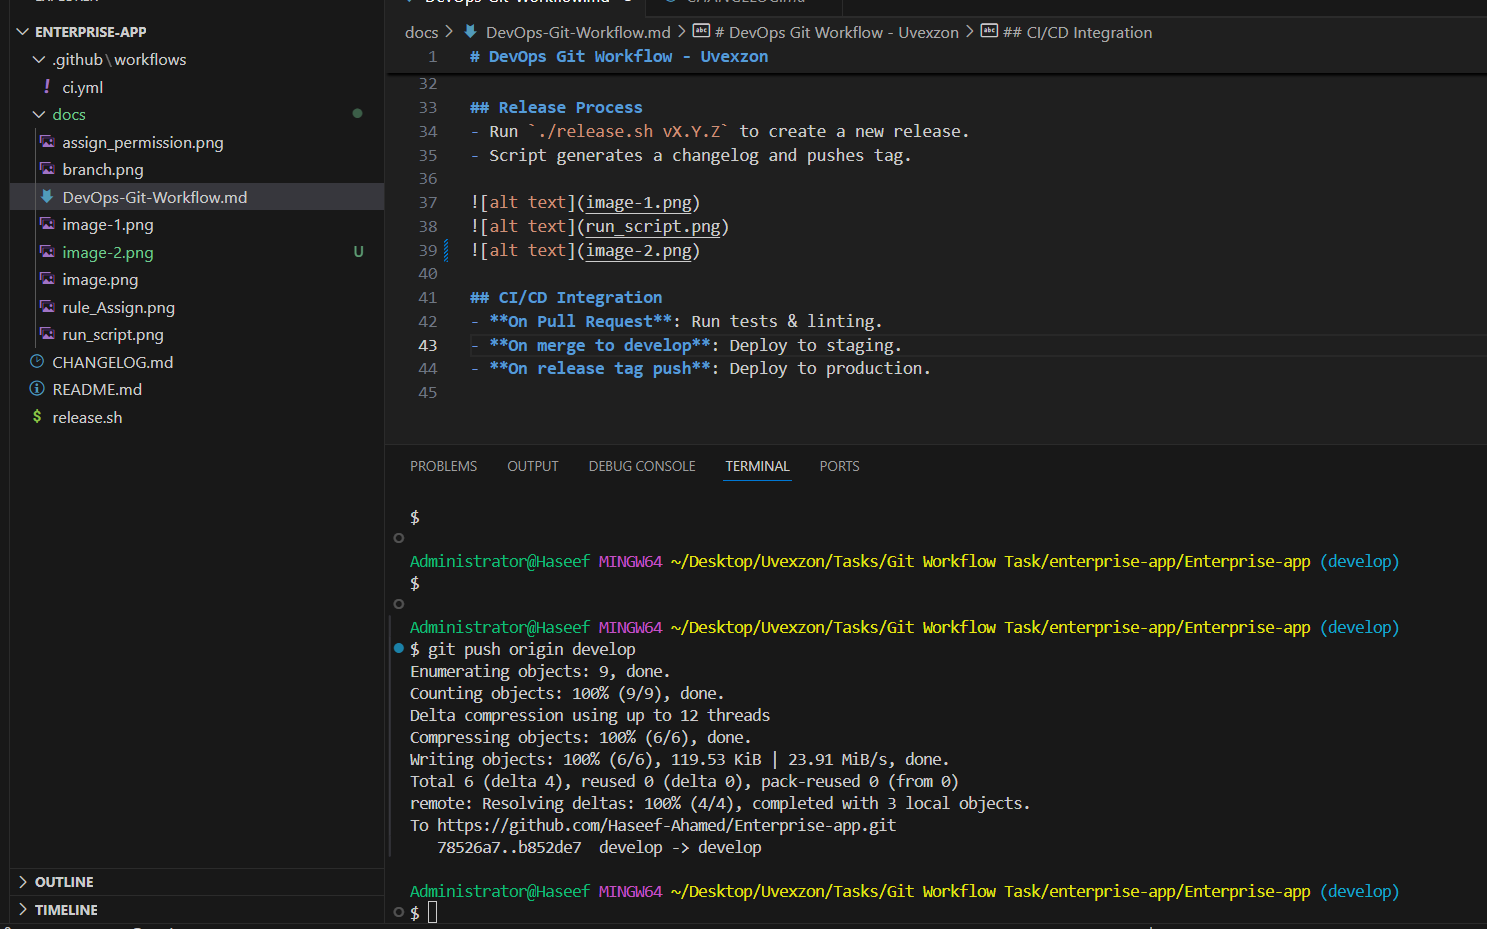 EXPLORER
ENTERPRISE-APP
.github\workflows
! ci.yml
docs
assign_permission.png
branch.png
DevOps-Git-Workflow.md
image-1.png
image-2.png U
image.png
rule_Assign.png
run_script.png
CHANGELOG.md
README.md
$ release.sh
OUTLINE
TIMELINE
DevOps-Git-Workflow.md
CHANGELOG.md
docs > DevOps-Git-Workflow.md > # DevOps Git Workflow - Uvexzon > ## CI/CD Integration
1 # DevOps Git Workflow - Uvexzon
32
33 ## Release Process
34 - Run `./release.sh vX.Y.Z` to create a new release.
35 - Script generates a changelog and pushes tag.
36
37 ![alt text](image-1.png)
38 ![alt text](run_script.png)
39 ![alt text](image-2.png)
40
41 ## CI/CD Integration
42 - **On Pull Request**: Run tests & linting.
43 - **On merge to develop**: Deploy to staging.
44 - **On release tag push**: Deploy to production.
45
PROBLEMS OUTPUT DEBUG CONSOLE TERMINAL PORTS
$
Administrator@Haseef MINGW64 ~/Desktop/Uvexzon/Tasks/Git Workflow Task/enterprise-app/Enterprise-app (develop)
$
Administrator@Haseef MINGW64 ~/Desktop/Uvexzon/Tasks/Git Workflow Task/enterprise-app/Enterprise-app (develop)
$ git push origin develop
Enumerating objects: 9, done.
Counting objects: 100% (9/9), done.
Delta compression using up to 12 threads
Compressing objects: 100% (6/6), done.
Writing objects: 100% (6/6), 119.53 KiB | 23.91 MiB/s, done.
Total 6 (delta 4), reused 0 (delta 0), pack-reused 0 (from 0)
remote: Resolving deltas: 100% (4/4), completed with 3 local objects.
To https://github.com/Haseef-Ahamed/Enterprise-app.git
78526a7..b852de7 develop -> develop
Administrator@Haseef MINGW64 ~/Desktop/Uvexzon/Tasks/Git Workflow Task/enterprise-app/Enterprise-app (develop)
$